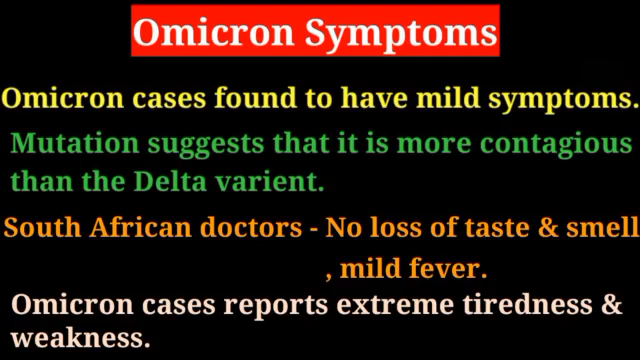 Omicron Symptoms
Omicron cases found to have mild symptoms.
Mutation suggests that it is more contagious
than the Delta varient.
South African doctors - No loss of taste & smell
, mild fever.
Omicron cases reports extreme tiredness &
weakness.